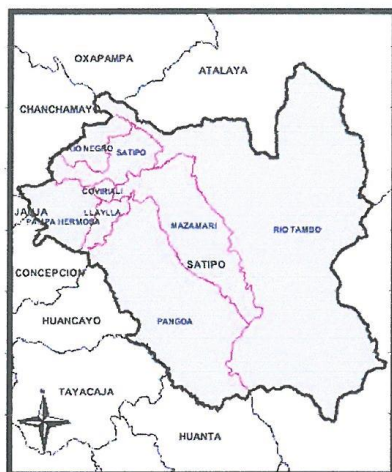 OXAPAMPA
ATALAYA
CHANCHAMAYO
RIO NEGRO
SATIPO
COVIRIALI
JAUJA
PAMPA HERMOSA
LLAYLLA
MAZAMARI
RIO TAMBO
SATIPO
CONCEPCION
HUANCAYO
PANGOA
TAYACAJA
HUANTA